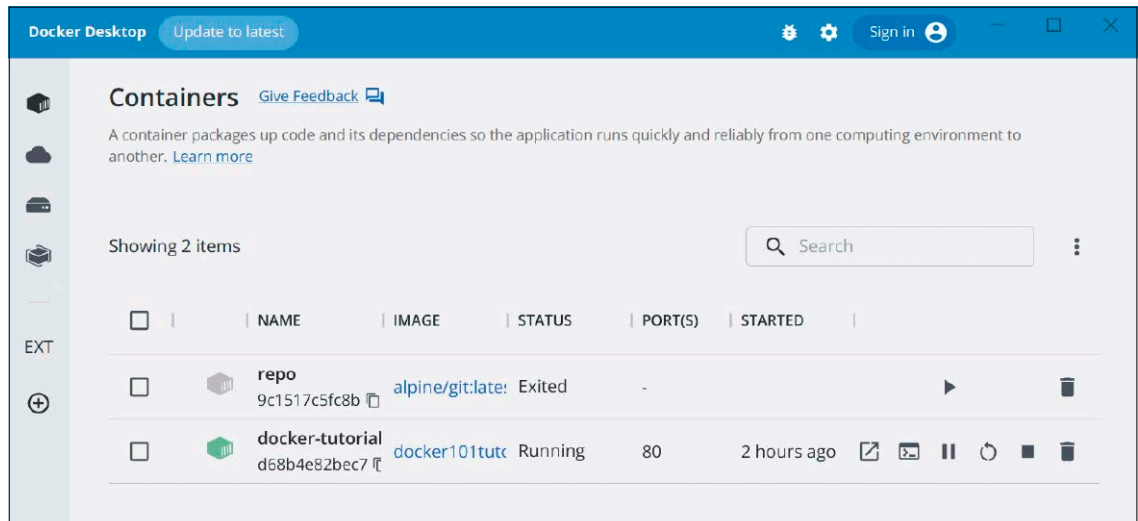 Docker Desktop Update to latest Sign in
Containers Give Feedback
A container packages up code and its dependencies so the application runs quickly and reliably from one computing environment to
another. Learn more
Showing 2 items Search
NAME IMAGE STATUS PORT(S) STARTED
EXT
repo
9c1517c5fc8b alpine/git:late Exited -
docker-tutorial
d68b4e82bec7 docker101tuto Running 80 2 hours ago